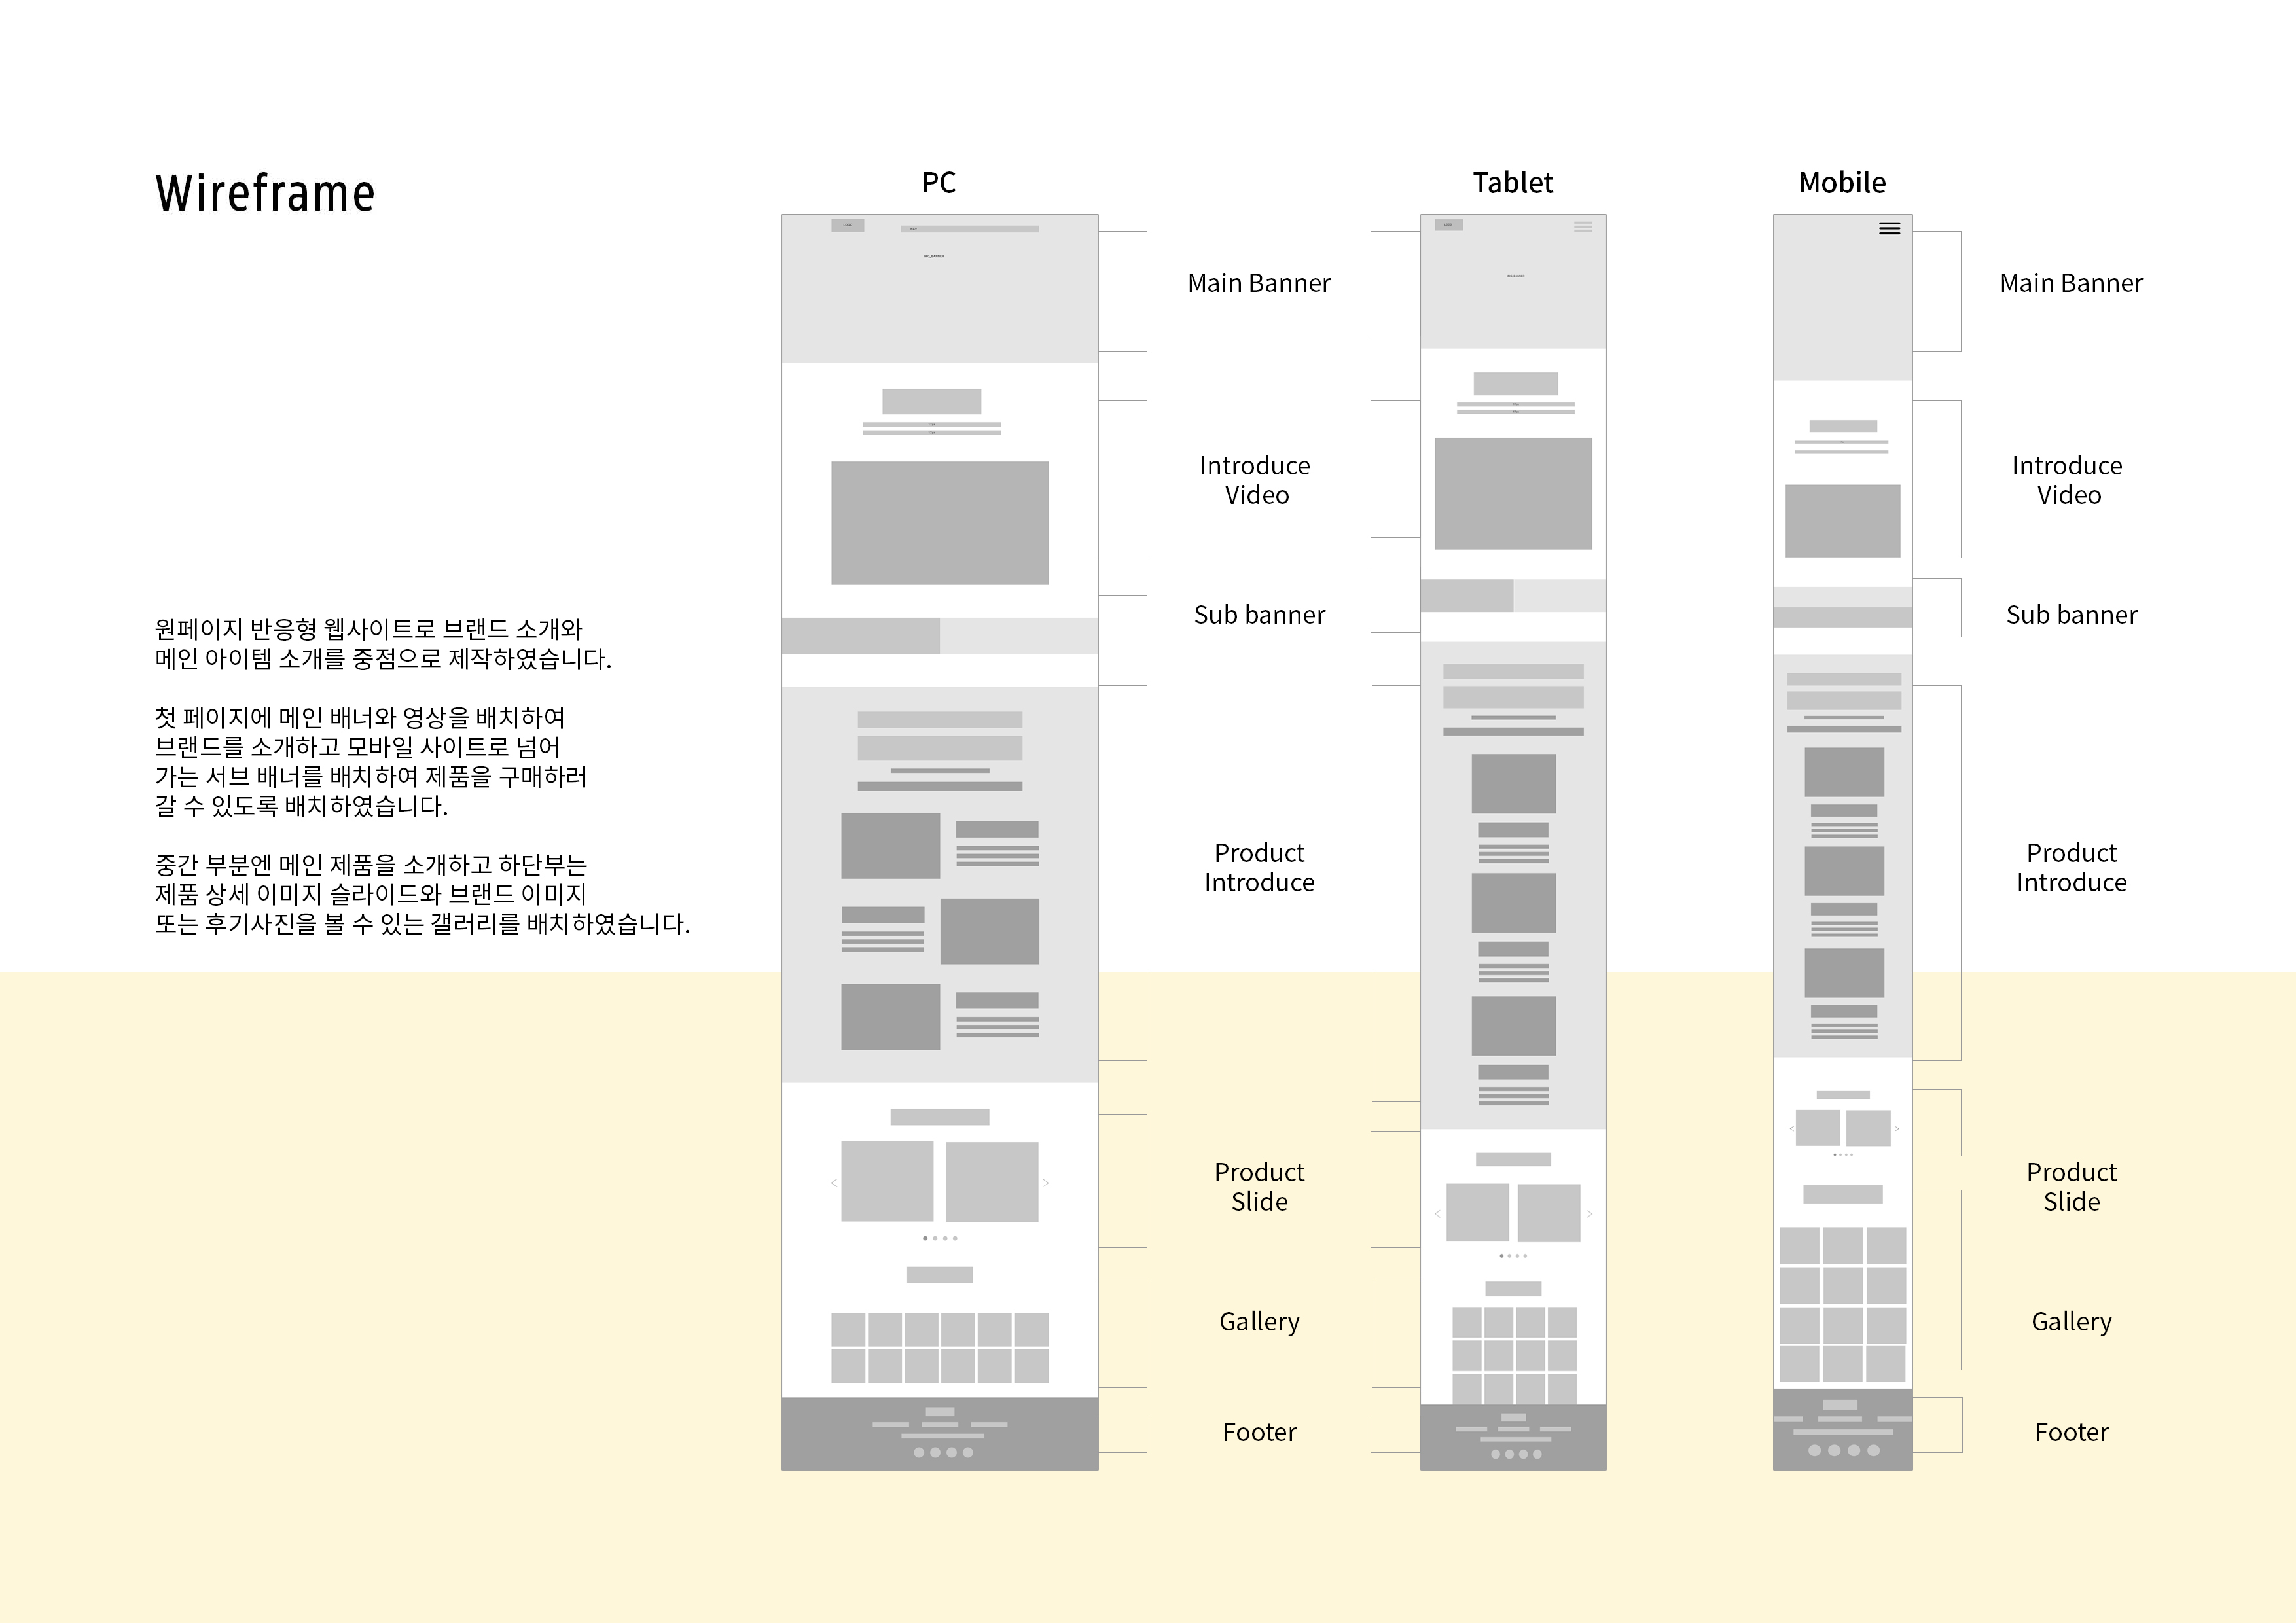 Wireframe
원페이지 반응형 웹사이트로 브랜드 소개와
메인 아이템 소개를 중점으로 제작하였습니다.
첫 페이지에 메인 배너와 영상을 배치하여
브랜드를 소개하고 모바일 사이트로 넘어
가는 서브 배너를 배치하여 제품을 구매하러
갈 수 있도록 배치하였습니다.
중간 부분엔 메인 제품을 소개하고 하단부는
제품 상세 이미지 슬라이드와 브랜드 이미지
또는 후기사진을 볼 수 있는 갤러리를 배치하였습니다.
PC
Tablet
Mobile
Main Banner
Introduce
Video
Sub banner
Product
Introduce
Product
Slide
Gallery
Footer
Main Banner
Introduce
Video
Sub banner
Product
Introduce
Product
Slide
Gallery
Footer